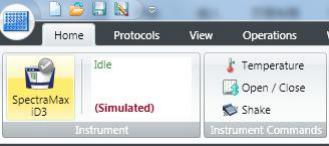 Home Protocols View Operations
Idle
SpectraMax
iD3
(Simulated)
Instrument
Temperature
Open / Close
Shake
Instrument Commands